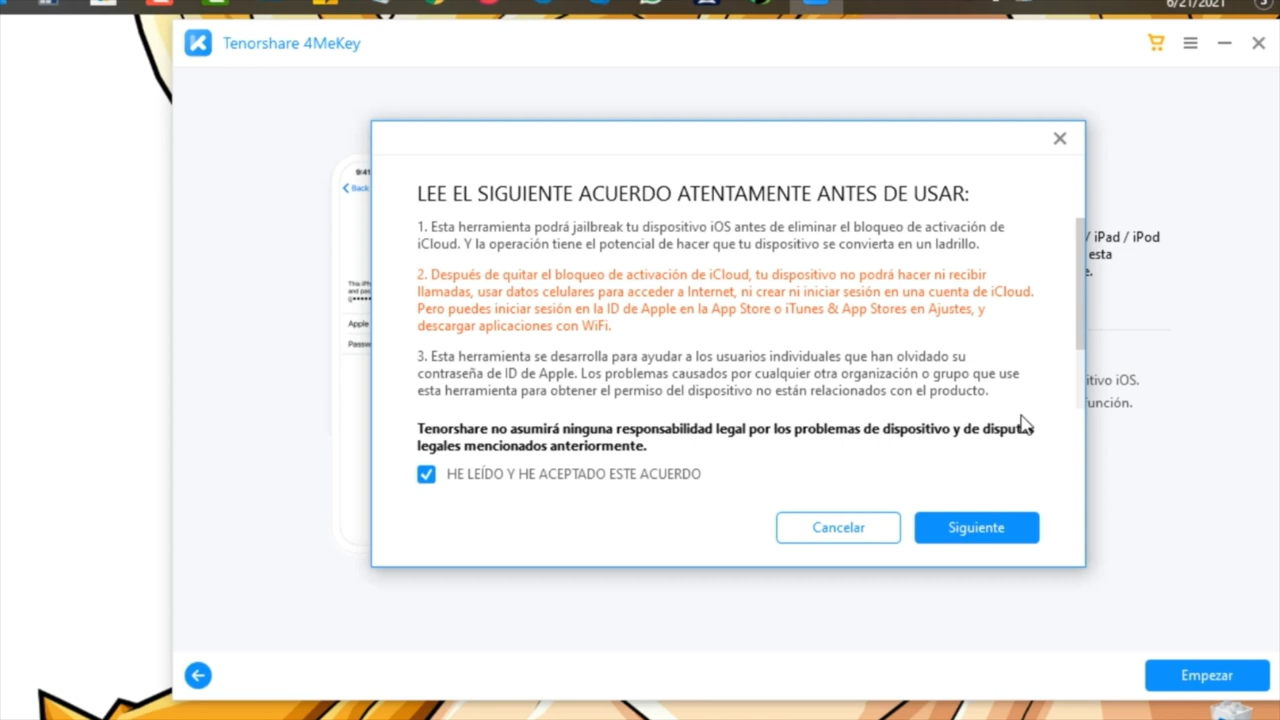 6/21/2021
Tenorshare 4MeKey
LEE EL SIGUIENTE ACUERDO ATENTAMENTE ANTES DE USAR:
1. Esta herramienta podrá jailbreak tu dispositivo iOS antes de eliminar el bloqueo de activación de
iCloud. Y la operación tiene el potencial de hacer que tu dispositivo se convierta en un ladrillo.
2. Después de quitar el bloqueo de activación de iCloud, tu dispositivo no podrá hacer ni recibir
llamadas, usar datos celulares para acceder a Internet, ni crear ni iniciar sesión en una cuenta de iCloud.
Pero puedes iniciar sesión en la ID de Apple en la App Store o iTunes & App Stores en Ajustes, y
descargar aplicaciones con WiFi.
3. Esta herramienta se desarrolla para ayudar a los usuarios individuales que han olvidado su
contraseña de ID de Apple. Los problemas causados por cualquier otra organización o grupo que use
esta herramienta para obtener el permiso del dispositivo no están relacionados con el producto.
Tenorshare no asumirá ninguna responsabilidad legal por los problemas de dispositivo y de disputas
legales mencionados anteriormente.
HE LEÍDO Y HE ACEPTADO ESTE ACUERDO
Cancelar
Siguiente
9:41
Back
This iPh
and pas
Apple
Passw
/ iPad / iPod
esta
e.
itivo iOS.
función.
Empezar